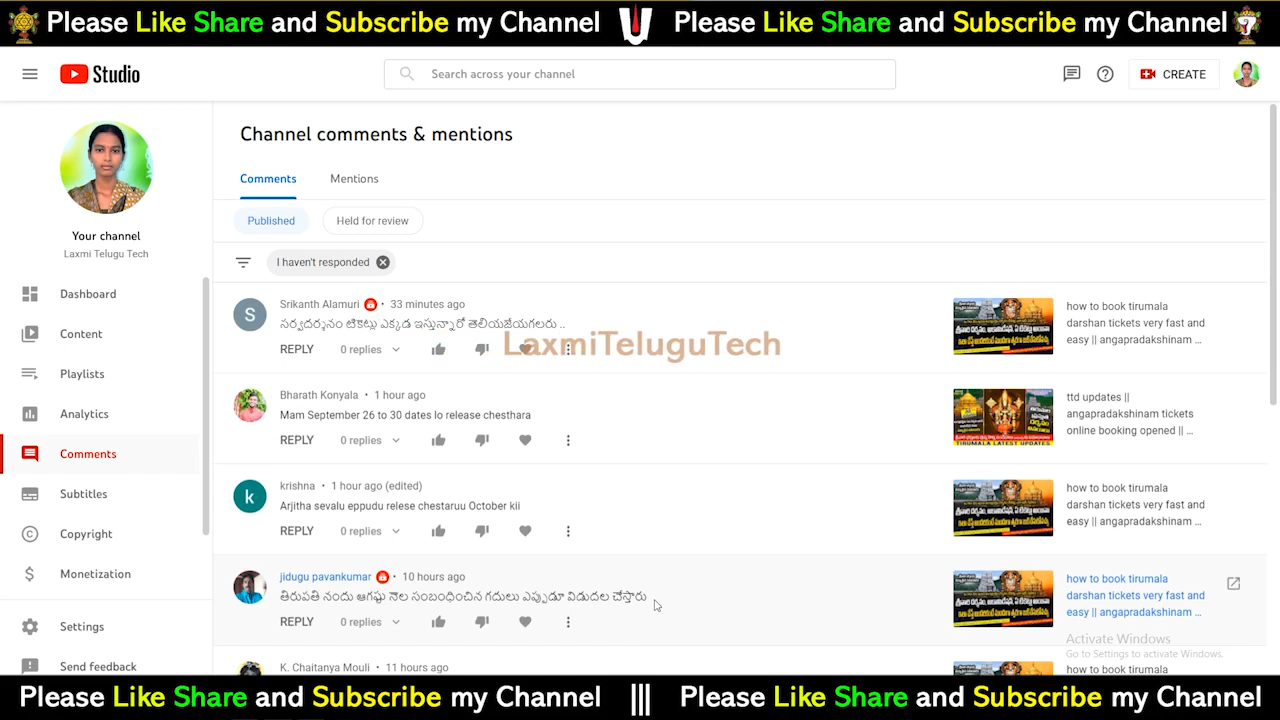 Please Like Share and Subscribe my Channel
Please Like Share and Subscribe my Channel
Studio
Search across your channel
CREATE
Your channel
Laxmi Telugu Tech
Dashboard
Content
Playlists
Analytics
Comments
Subtitles
Copyright
Monetization
Settings
Send feedback
Channel comments & mentions
Comments
Mentions
Published
Held for review
I haven't responded
S
Srikanth Alamuri • 33 minutes ago
సర్వదర్శనం టికెట్లు ఎక్కడ ఇస్తున్నారో తెలియజేయగలరు ..
REPLY 0 replies
LaxmiTeluguTech
how to book tirumala
darshan tickets very fast and
easy || angapradakshinam ...
Bharath Konyala • 1 hour ago
Mam September 26 to 30 dates lo release chesthara
REPLY 0 replies
TIRUMALA LATEST UPDATES
ttd updates ||
angapradakshinam tickets
online booking opened || ...
k
krishna • 1 hour ago (edited)
Arjitha sevalu eppudu relese chestaruu October kii
REPLY 0 replies
how to book tirumala
darshan tickets very fast and
easy || angapradakshinam ...
jidugu pavankumar • 10 hours ago
తిరుపతి నందు ఆగష్టు నెల సంబంధించిన గదులు ఎప్పుడూ విడుదల చేస్తారు
REPLY 0 replies
how to book tirumala
darshan tickets very fast and
easy || angapradakshinam ...
Activate Windows
Go to Settings to activate Windows.
K. Chaitanya Mouli • 11 hours ago
how to book tirumala
Please Like Share and Subscribe my Channel ||| Please Like Share and Subscribe my Channel